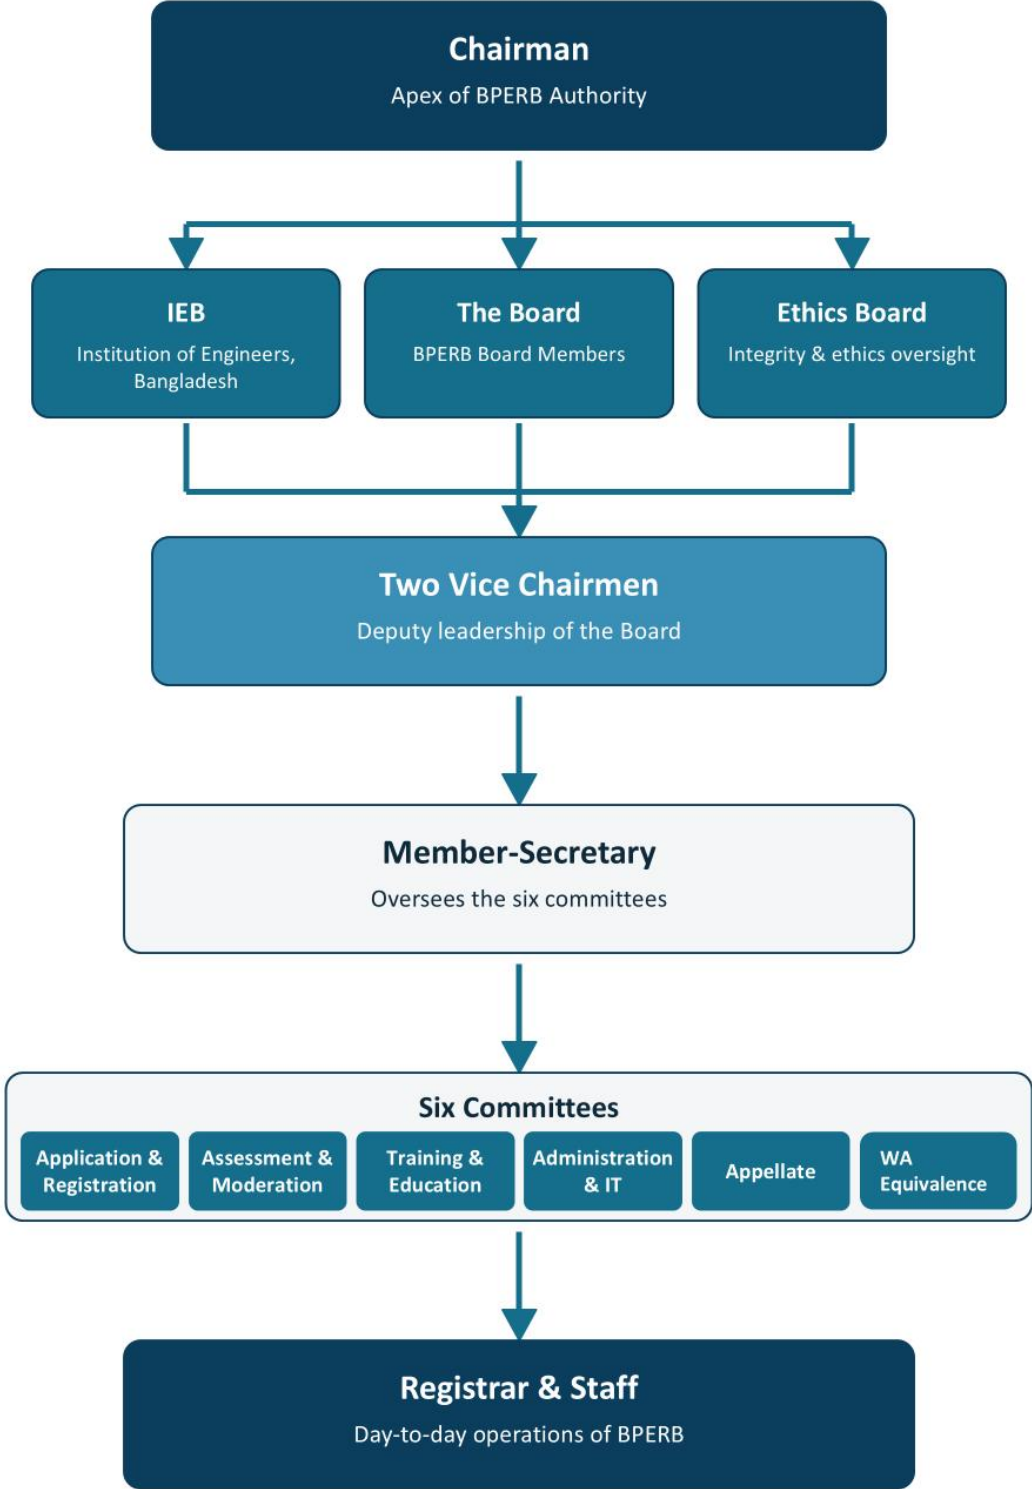 Chairman
Apex of BPERB Authority
IEB
Institution of Engineers,
Bangladesh
The Board
BPERB Board Members
Ethics Board
Integrity & ethics oversight
Two Vice Chairmen
Deputy leadership of the Board
Member-Secretary
Oversees the six committees
Six Committees
Application &
Registration
Assessment &
Moderation
Training &
Education
Administration
& IT
Appellate
WA
Equivalence
Registrar & Staff
Day-to-day operations of BPERB